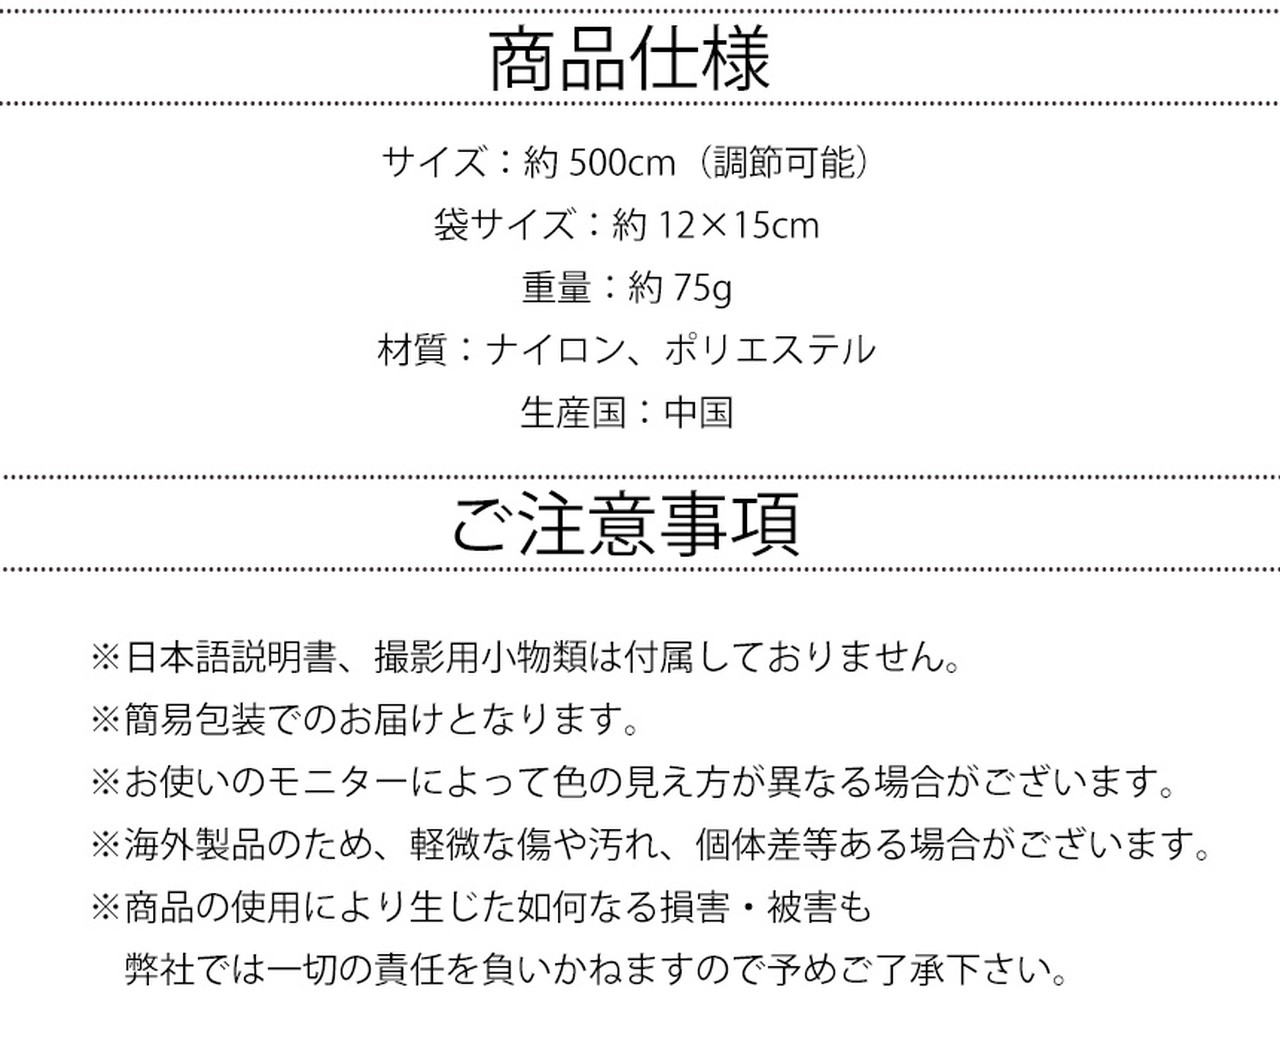 商品仕様
サイズ：約 500cm（調節可能）
袋サイズ：約 12×15cm
重量：約 75g
材質：ナイロン、ポリエステル
生産国：中国
ご注意事項
※日本語説明書、撮影用小物類は付属しておりません。
※簡易包装でのお届けとなります。
※お使いのモニターによって色の見え方が異なる場合がございます。
※海外製品のため、軽微な傷や汚れ、個体差等ある場合がございます。
※商品の使用により生じた如何なる損害・被害も
弊社では一切の責任を負いかねますので予めご了承下さい。